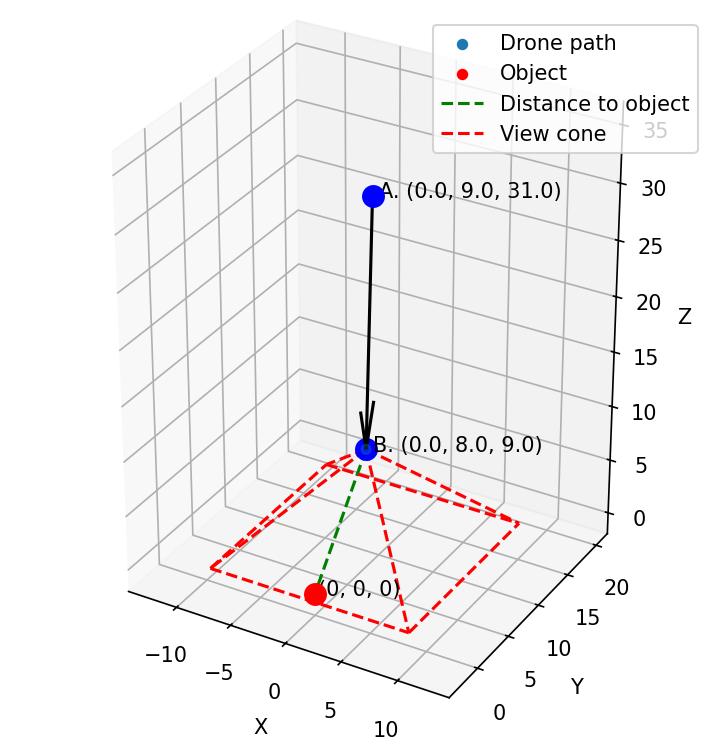 Drone path
Object
Distance to object
View cone
A. (0.0, 9.0, 31.0)
B. (0.0, 8.0, 9.0)
(0, 0, 0)
35
30
25
20
15
10
5
0
Z
−10
−5
0
5
10
X
0
5
10
15
20
Y